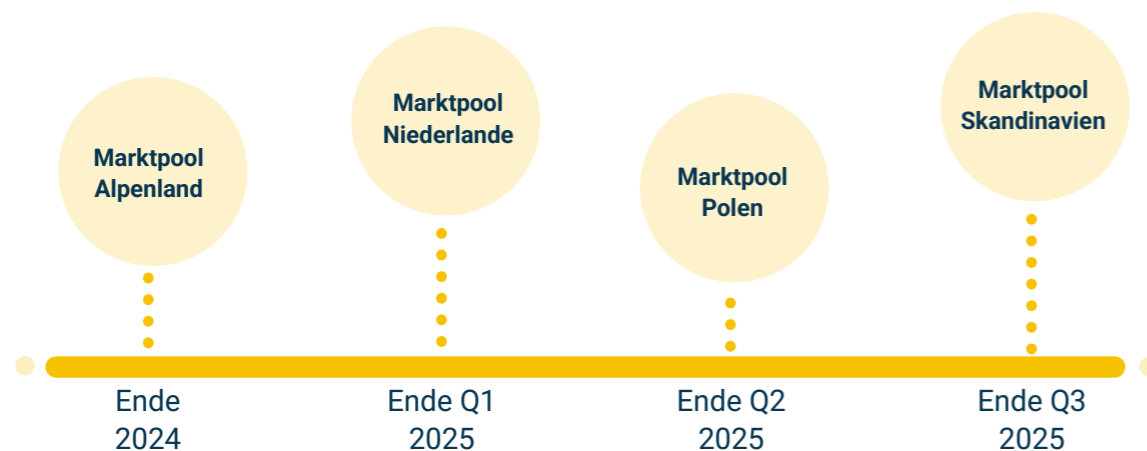 Marktpool
Alpenland
Marktpool
Niederlande
Marktpool
Polen
Marktpool
Skandinavien
Ende
2024
Ende Q1
2025
Ende Q2
2025
Ende Q3
2025